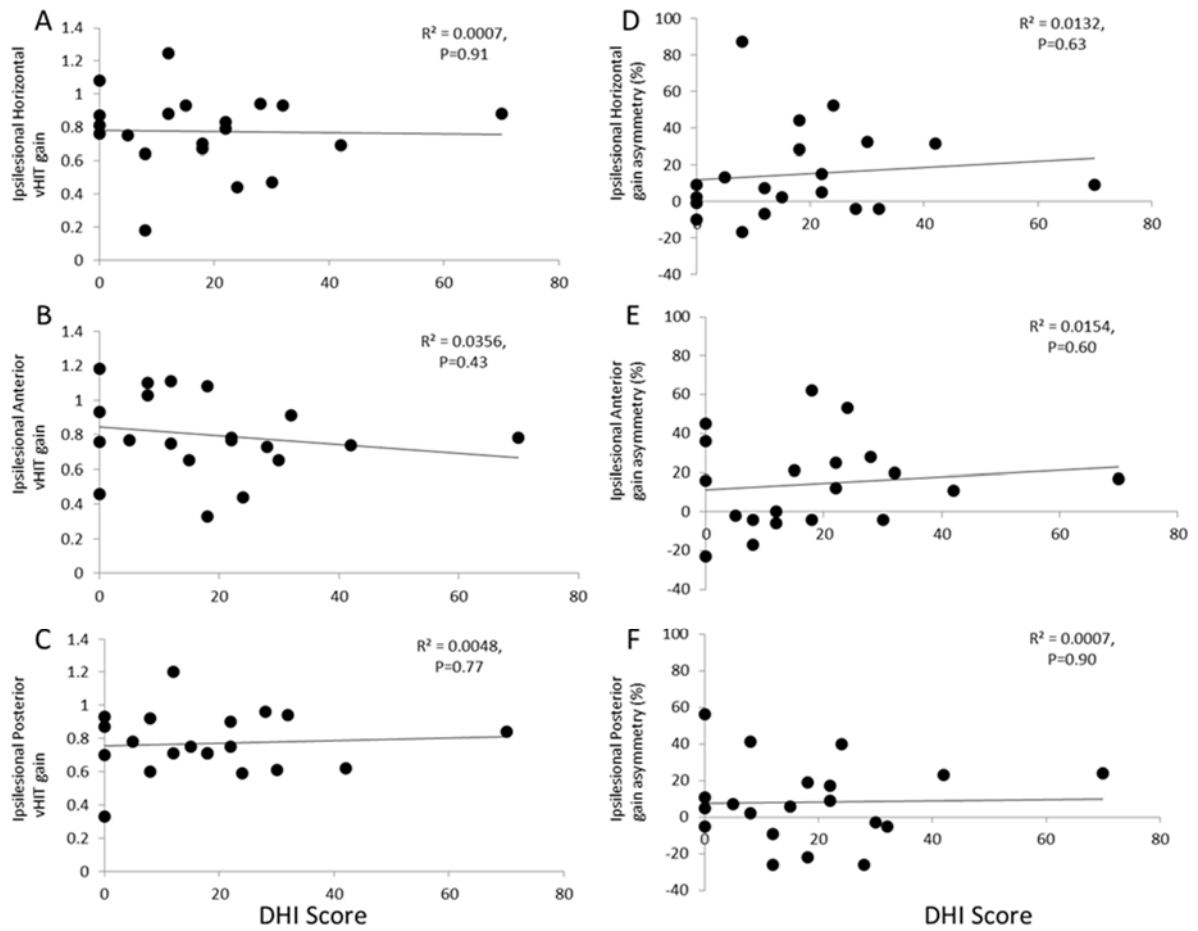 A
Ipsilesional Horizontal
vHIT gain
1.4
1.2
1
0.8
0.6
0.4
0.2
0
0
20
40
60
80
R² = 0.0007,
P=0.91
D
Ipsilesional Horizontal
gain asymmetry (%)
100
80
60
40
20
0
-20
-40
0
20
40
60
80
R² = 0.0132,
P=0.63
B
Ipsilesional Anterior
vHIT gain
1.4
1.2
1
0.8
0.6
0.4
0.2
0
0
20
40
60
80
R² = 0.0356,
P=0.43
E
Ipsilesional Anterior
gain asymmetry (%)
100
80
60
40
20
0
-20
-40
0
20
40
60
80
R² = 0.0154,
P=0.60
C
Ipsilesional Posterior
vHIT gain
1.4
1.2
1
0.8
0.6
0.4
0.2
0
0
20
40
60
80
R² = 0.0048,
P=0.77
DHI Score
F
Ipsilesional Posterior
gain asymmetry (%)
100
80
60
40
20
0
-20
-40
0
20
40
60
80
R² = 0.0007,
P=0.90
DHI Score